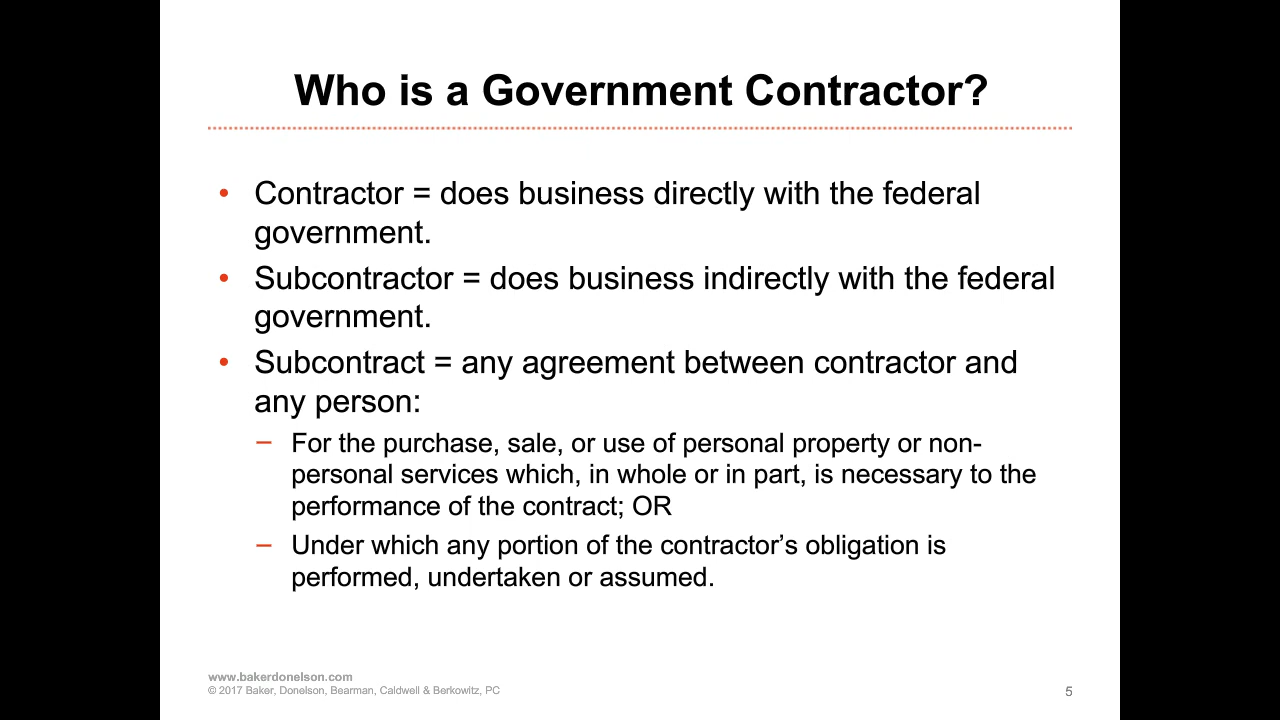 Who is a Government Contractor?
• Contractor = does business directly with the federal
government.
• Subcontractor = does business indirectly with the federal
government.
• Subcontract = any agreement between contractor and
any person:
– For the purchase, sale, or use of personal property or non-
personal services which, in whole or in part, is necessary to the
performance of the contract; OR
– Under which any portion of the contractor’s obligation is
performed, undertaken or assumed.
www.bakerdonelson.com
© 2017 Baker, Donelson, Bearman, Caldwell & Berkowitz, PC
5